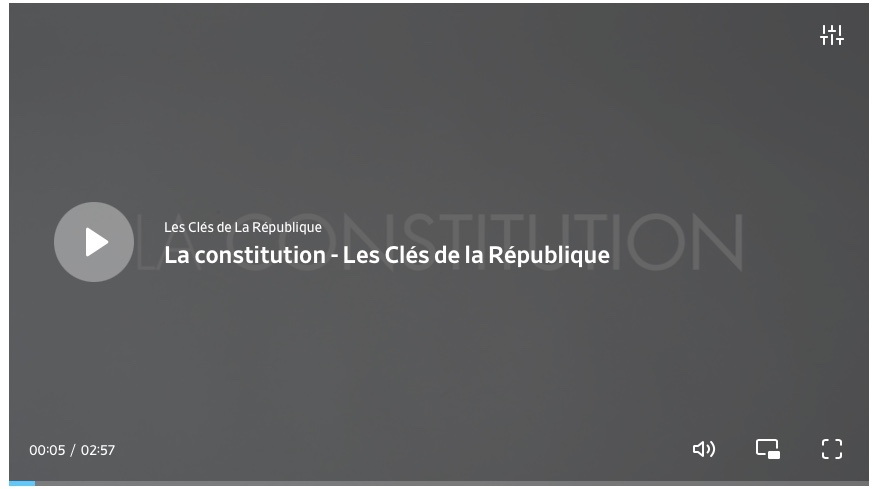 Les Clés de La République
LA CONSTITUTION
La constitution - Les Clés de la République
00:05 / 02:57